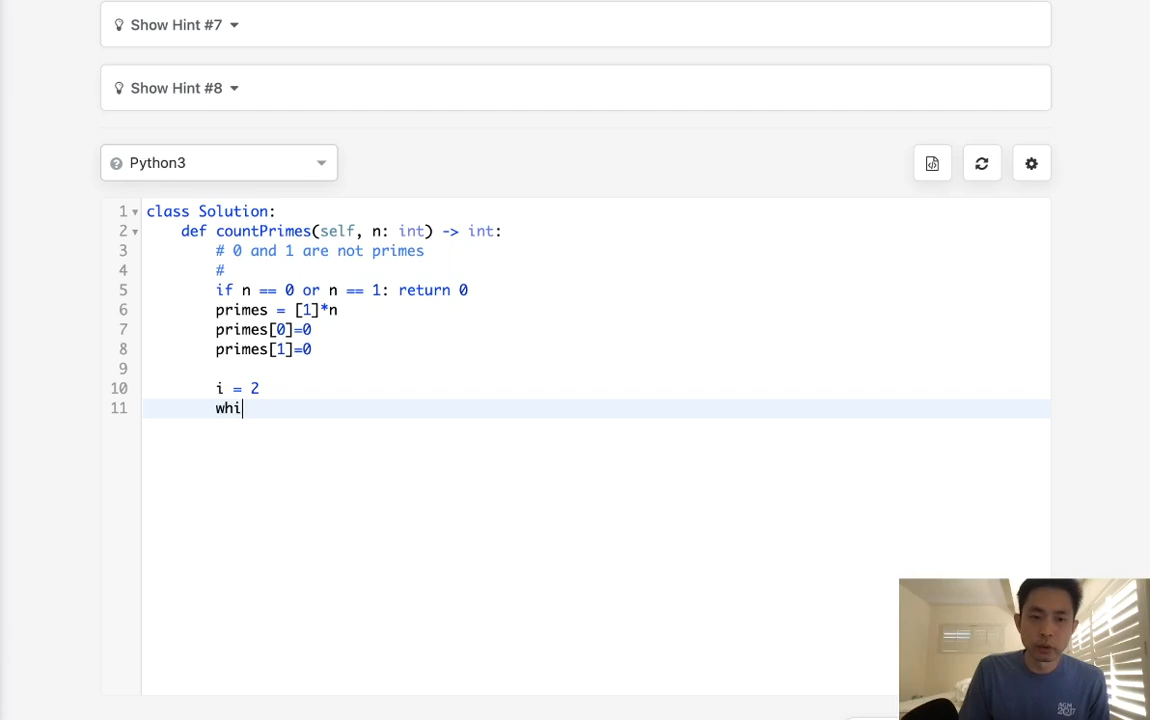 Show Hint #7
Show Hint #8
Python3
1 class Solution:
2 def countPrimes(self, n: int) -> int:
3 # 0 and 1 are not primes
4 #
5 if n == 0 or n == 1: return 0
6 primes = [1]*n
7 primes[0]=0
8 primes[1]=0
9
10 i = 2
11 whi